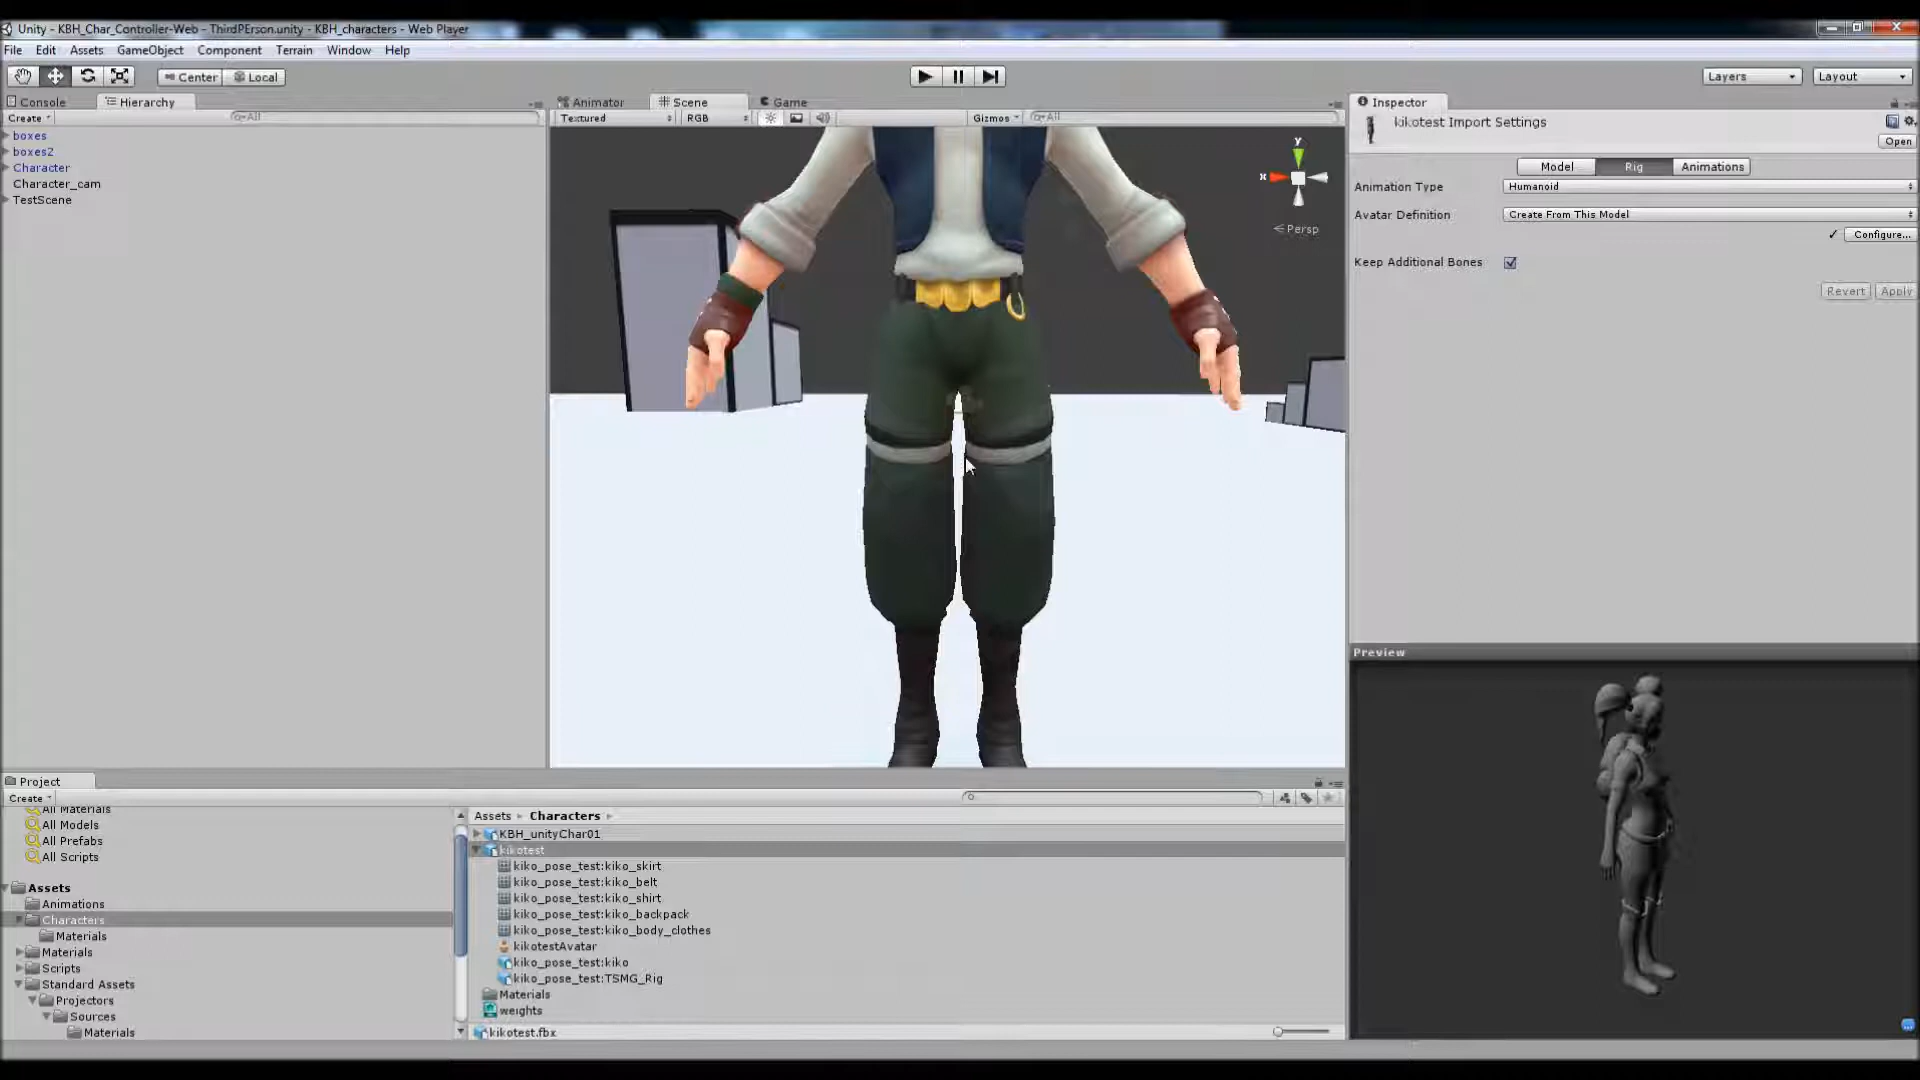 Unity - KBH_Char_Controller-Web - ThirdPErson.unity - KBH_characters - Web Player
File Edit Assets GameObject Component Terrain Window Help
Center Local Layers Layout
Console Hierarchy Animator Scene Game Inspector
Create All Textured RGB Gizmos All kikotest Import Settings
Open
boxes
boxes2
Character
Character_cam
TestScene
y
x
Persp
Model Rig Animations
Animation Type Humanoid
Avatar Definition Create From This Model
✓ Configure...
Keep Additional Bones
Revert Apply
Preview
Project
Create
All Materials
All Models
All Prefabs
All Scripts
Assets
Animations
Characters
Materials
Materials
Scripts
Standard Assets
Projectors
Sources
Materials
Assets Characters
KBH_unityChar01
kikotest
kiko_pose_test:kiko_skirt
kiko_pose_test:kiko_belt
kiko_pose_test:kiko_shirt
kiko_pose_test:kiko_backpack
kiko_pose_test:kiko_body_clothes
kikotestAvatar
kiko_pose_test:kiko
kiko_pose_test:TSMG_Rig
Materials
weights
kikotest.fbx